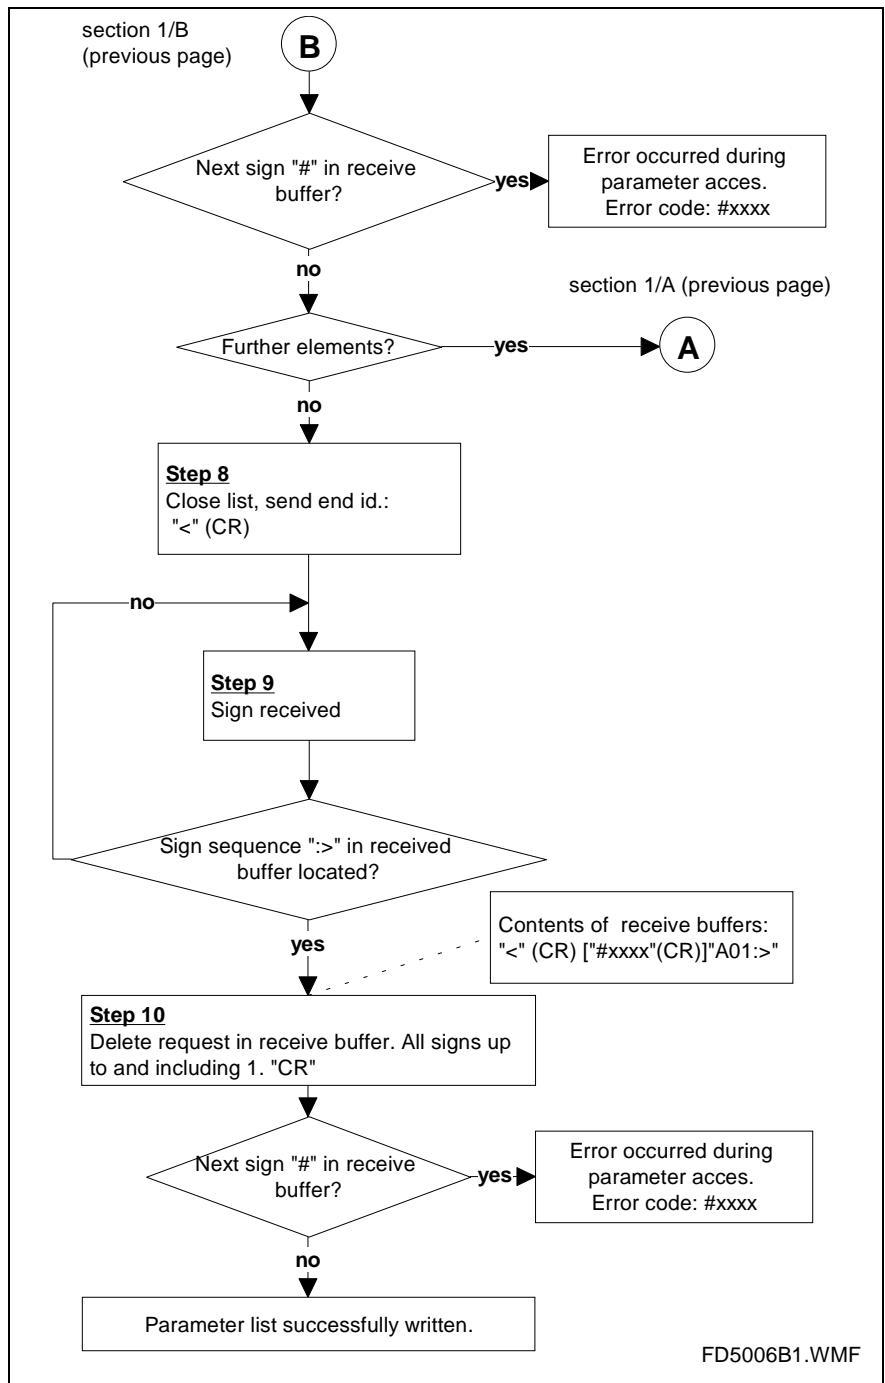 section 1/B
(previous page)
B
Next sign "#" in receive
buffer?
yes
Error occurred during
parameter acces.
Error code: #xxxx
no
section 1/A (previous page)
Further elements?
yes
A
no
Step 8
Close list, send end id.:
"<" (CR)
no
Step 9
Sign received
Sign sequence ":>" in received
buffer located?
yes
Contents of receive buffers:
"<" (CR) ["#xxxx"(CR)]"A01:>"
Step 10
Delete request in receive buffer. All signs up
to and including 1. "CR"
Next sign "#" in receive
buffer?
yes
Error occurred during
parameter acces.
Error code: #xxxx
no
Parameter list successfully written.
FD5006B1.WMF